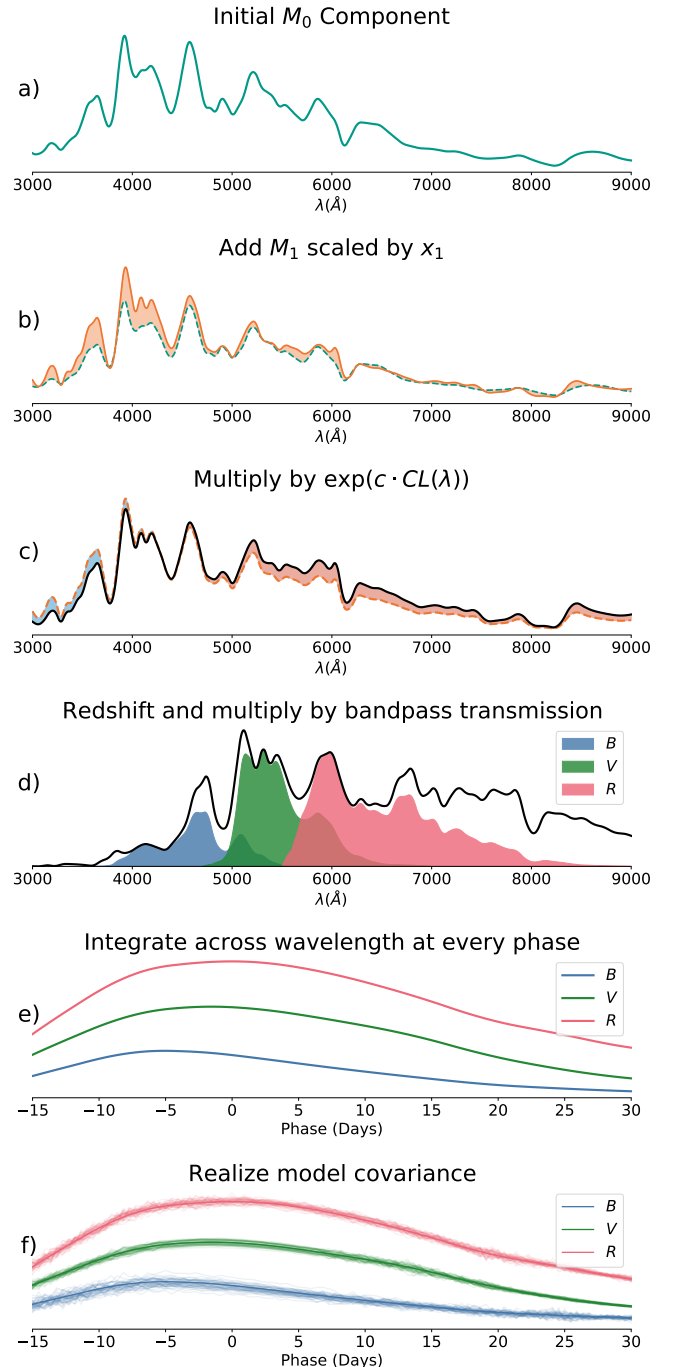 Initial M₀ Component
a)
3000 4000 5000 6000 7000 8000 9000
λ(Å)
Add M₁ scaled by x₁
b)
3000 4000 5000 6000 7000 8000 9000
λ(Å)
Multiply by exp(c · CL(λ))
c)
3000 4000 5000 6000 7000 8000 9000
λ(Å)
Redshift and multiply by bandpass transmission
B
V
R
d)
3000 4000 5000 6000 7000 8000 9000
λ(Å)
Integrate across wavelength at every phase
B
V
R
e)
−15 −10 −5 0 5 10 15 20 25 30
Phase (Days)
Realize model covariance
B
V
R
f)
−15 −10 −5 0 5 10 15 20 25 30
Phase (Days)